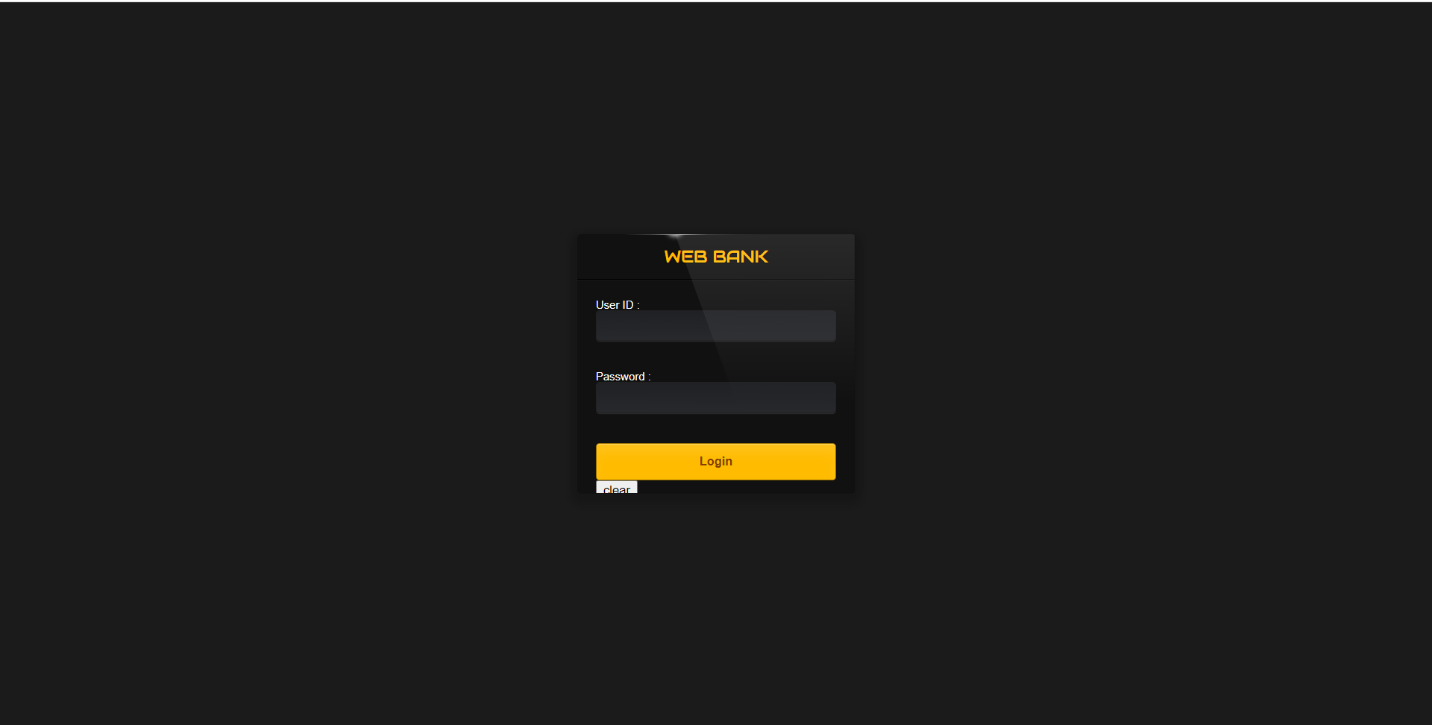 WEB BANK
User ID :
Password :
Login
clear